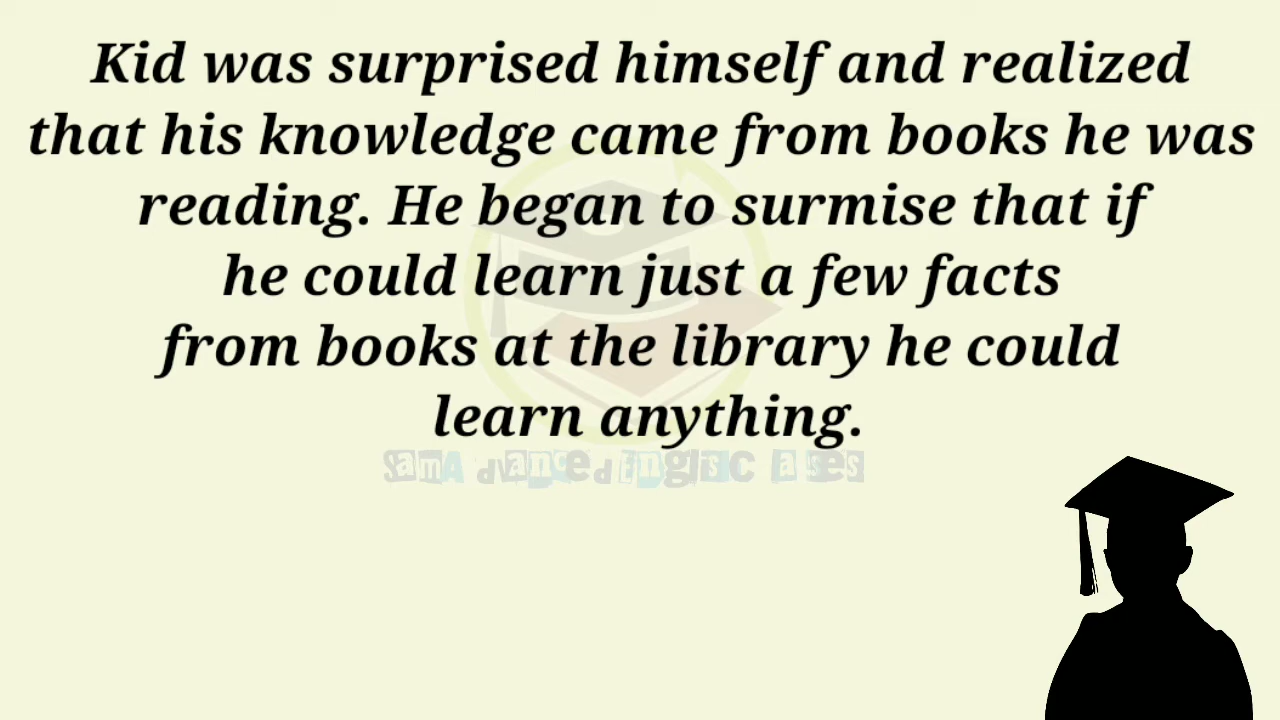 Kid was surprised himself and realized
that his knowledge came from books he was
reading. He began to surmise that if
he could learn just a few facts
from books at the library he could
learn anything.